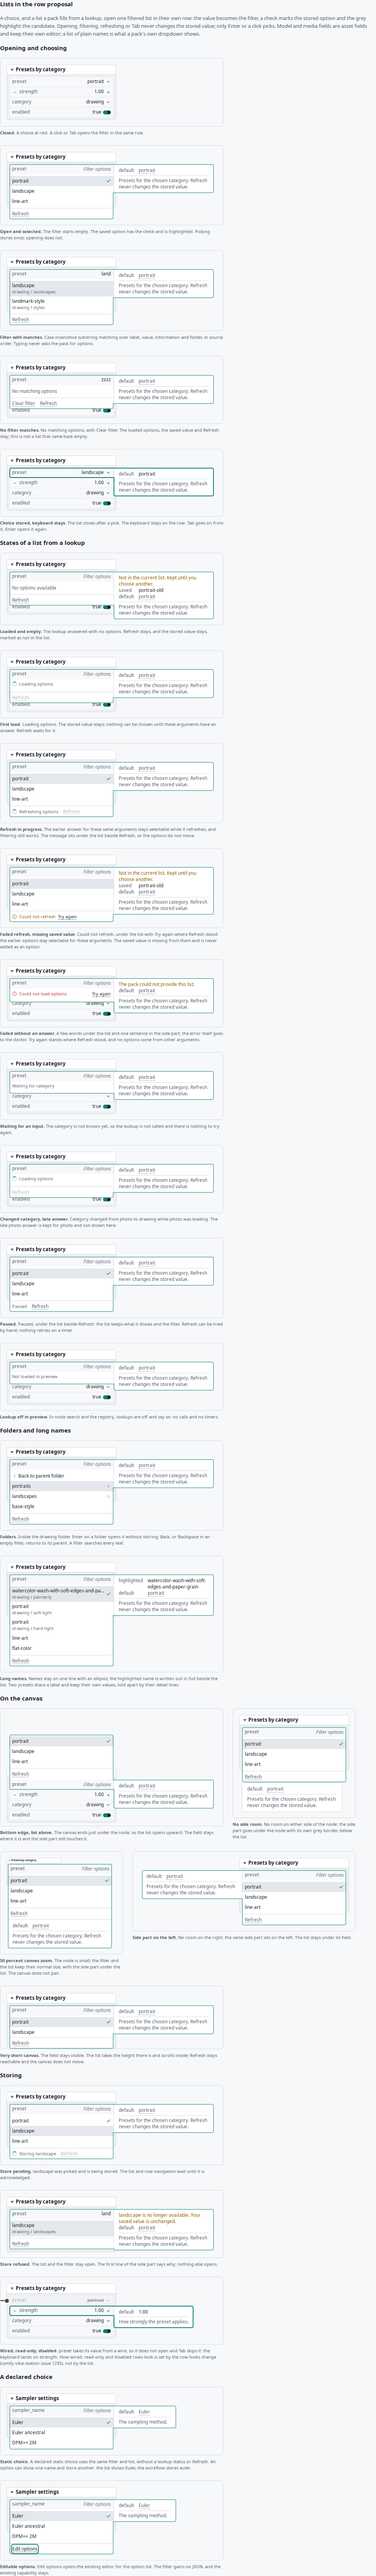 Lists in the row proposal
A choice, and a list a pack fills from a lookup, open one filtered list in their own row: the value becomes the filter, a check marks the stored option and the grey
highlight the candidate. Opening, filtering, refreshing or Tab never changes the stored value; only Enter or a click picks. Model and media fields are asset fields
and keep their own editor; a list of plain names is what a pack's own dropdown shows.
Opening and choosing
Presets by category
preset portrait
strength 1.00
category drawing
enabled true
Closed. A choice at rest. A click or Tab opens the filter in the same row.
Presets by category
preset Filter options
portrait
landscape
line-art
Refresh
default portrait
Presets for the chosen category. Refresh
never changes the stored value.
Open and selected. The filter starts empty. The saved option has the check and is highlighted. Picking
stores once; opening does not.
Presets by category
preset land
landscape
drawing / landscapes
landmark-style
drawing / styles
Refresh
default portrait
Presets for the chosen category. Refresh
never changes the stored value.
Filter with matches. Case-insensitive substring matching over label, value, information and folder, in source
order. Typing never asks the pack for options.
Presets by category
preset zzzz
No matching options
Clear filter Refresh
enabled true
default portrait
Presets for the chosen category. Refresh
never changes the stored value.
No filter matches. No matching options, with Clear filter. The loaded options, the saved value and Refresh
stay; this is not a list that came back empty.
Presets by category
preset landscape
strength 1.00
category drawing
enabled true
default portrait
Presets for the chosen category. Refresh
never changes the stored value.
Choice stored, keyboard stays. The list closes after a pick. The keyboard stays on the row. Tab goes on from
it; Enter opens it again.
States of a list from a lookup
Presets by category
preset Filter options
No options available
Refresh
enabled true
Not in the current list. Kept until you
choose another.
saved portrait-old
default portrait
Presets for the chosen category. Refresh
never changes the stored value.
Loaded and empty. The lookup answered with no options. Refresh stays, and the stored value stays,
marked as not in the list.
Presets by category
preset Filter options
Loading options
Refresh
enabled true
default portrait
Presets for the chosen category. Refresh
never changes the stored value.
First load. Loading options. The stored value stays; nothing can be chosen until these arguments have an
answer. Refresh waits for it.
Presets by category
preset Filter options
portrait
landscape
line-art
Refreshing options Refresh
default portrait
Presets for the chosen category. Refresh
never changes the stored value.
Refresh in progress. The earlier answer for these same arguments stays selectable while it refreshes, and
filtering still works. The message sits under the list beside Refresh, so the options do not move.
Presets by category
preset Filter options
portrait
landscape
line-art
Could not refresh Try again
Not in the current list. Kept until you
choose another.
saved portrait-old
default portrait
Presets for the chosen category. Refresh
never changes the stored value.
Failed refresh, missing saved value. Could not refresh, under the list with Try again where Refresh stood:
the earlier options stay selectable for these arguments. The saved value is missing from them and is never
added as an option.
Presets by category
preset Filter options
Could not load options Try again
category drawing
enabled true
The pack could not provide this list.
default portrait
Presets for the chosen category. Refresh
never changes the stored value.
Failed without an answer. A few words under the list and one sentence in the side part; the error itself goes
to the doctor. Try again stands where Refresh stood, and no options come from other arguments.
Presets by category
preset Filter options
Waiting for category
category
enabled true
default portrait
Presets for the chosen category. Refresh
never changes the stored value.
Waiting for an input. The category is not known yet, so the lookup is not called and there is nothing to try
again.
Presets by category
preset Filter options
Loading options
Refresh
enabled true
default portrait
Presets for the chosen category. Refresh
never changes the stored value.
Changed category, late answer. Category changed from photo to drawing while photo was loading. The
late photo answer is kept for photo and not shown here.
Presets by category
preset Filter options
portrait
landscape
line-art
Paused Refresh
default portrait
Presets for the chosen category. Refresh
never changes the stored value.
Paused. Paused, under the list beside Refresh: the list keeps what it shows and the filter. Refresh can be tried
by hand; nothing retries on a timer.
Presets by category
preset Filter options
Not loaded in preview
category drawing
enabled true
default portrait
Presets for the chosen category. Refresh
never changes the stored value.
Lookup off in preview. In node search and the registry, lookups are off and say so: no calls and no timers.
Folders and long names
Presets by category
preset Filter options
Back to parent folder
portraits
landscapes
base-style
Refresh
default portrait
Presets for the chosen category. Refresh
never changes the stored value.
Folders. Inside the drawing folder. Enter on a folder opens it without storing; Back, or Backspace in an
empty filter, returns to its parent. A filter searches every leaf.
Presets by category
preset Filter options
watercolor-wash-with-soft-edges-and-pa...
drawing / painterly
portrait
drawing / soft light
portrait
drawing / hard light
line-art
flat-color
Refresh
highlighted watercolor-wash-with-soft-
edges-and-paper-grain
default portrait
Presets for the chosen category. Refresh
never changes the stored value.
Long names. Names stay on one line with an ellipsis; the highlighted name is written out in full beside the
list. Two presets share a label and keep their own values, told apart by their detail lines.
On the canvas
portrait
landscape
line-art
Refresh
preset Filter options
strength 1.00
category drawing
enabled true
default portrait
Presets for the chosen category. Refresh
never changes the stored value.
Bottom edge, list above. The canvas ends just under the node, so the list opens upward. The field stays
where it is and the side part still touches it.
Presets by category
preset Filter options
portrait
landscape
line-art
Refresh
default portrait
Presets for the chosen category. Refresh
never changes the stored value.
No side room. No room on either side of the node: the side
part goes under the node with its own grey border, below
the list.
Presets by category
preset Filter options
portrait
landscape
line-art
Refresh
default portrait
Presets for the chosen category. Refresh
never changes the stored value.
50 percent canvas zoom. The node is small; the filter and
the list keep their normal size, with the side part under the
list. The canvas does not pan.
default portrait
Presets for the chosen category. Refresh
never changes the stored value.
Presets by category
preset Filter options
portrait
landscape
line-art
Refresh
Side part on the left. No room on the right: the same side part sits on the left. The list stays under its field.
Presets by category
preset Filter options
portrait
landscape
Refresh
default portrait
Presets for the chosen category. Refresh
never changes the stored value.
Very short canvas. The field stays visible. The list takes the height there is and scrolls inside; Refresh stays
reachable and the canvas does not move.
Storing
Presets by category
preset Filter options
portrait
landscape
line-art
Storing landscape Refresh
default portrait
Presets for the chosen category. Refresh
never changes the stored value.
Store pending. landscape was picked and is being stored. The list and row navigation wait until it is
acknowledged.
Presets by category
preset land
landscape
drawing / landscapes
Refresh
landscape is no longer available. Your
saved value is unchanged.
default portrait
Presets for the chosen category. Refresh
never changes the stored value.
Store refused. The list and the filter stay open. The first line of the side part says why; nothing else opens.
Presets by category
preset portrait
strength 1.00
category drawing
enabled true
default 1.00
How strongly the preset applies.
Wired, read-only, disabled. preset takes its value from a wire, so it does not open and Tab skips it: the
keyboard stands on strength. How wired, read-only and disabled rows look is set by the row looks change
(comfy-vibe-station issue 1235), not by the list.
A declared choice
Sampler settings
sampler_name Filter options
Euler
Euler ancestral
DPM++ 2M
default Euler
The sampling method.
Static choice. A declared static choice uses the same filter and list, without a lookup status or Refresh. An
option can show one name and store another: the list shows Euler, the workflow stores euler.
Sampler settings
sampler_name Filter options
Euler
Euler ancestral
DPM++ 2M
Edit options
default Euler
The sampling method.
Editable options. Edit options opens the existing editor for the option list. The filter gains no JSON, and the
existing capability stays.